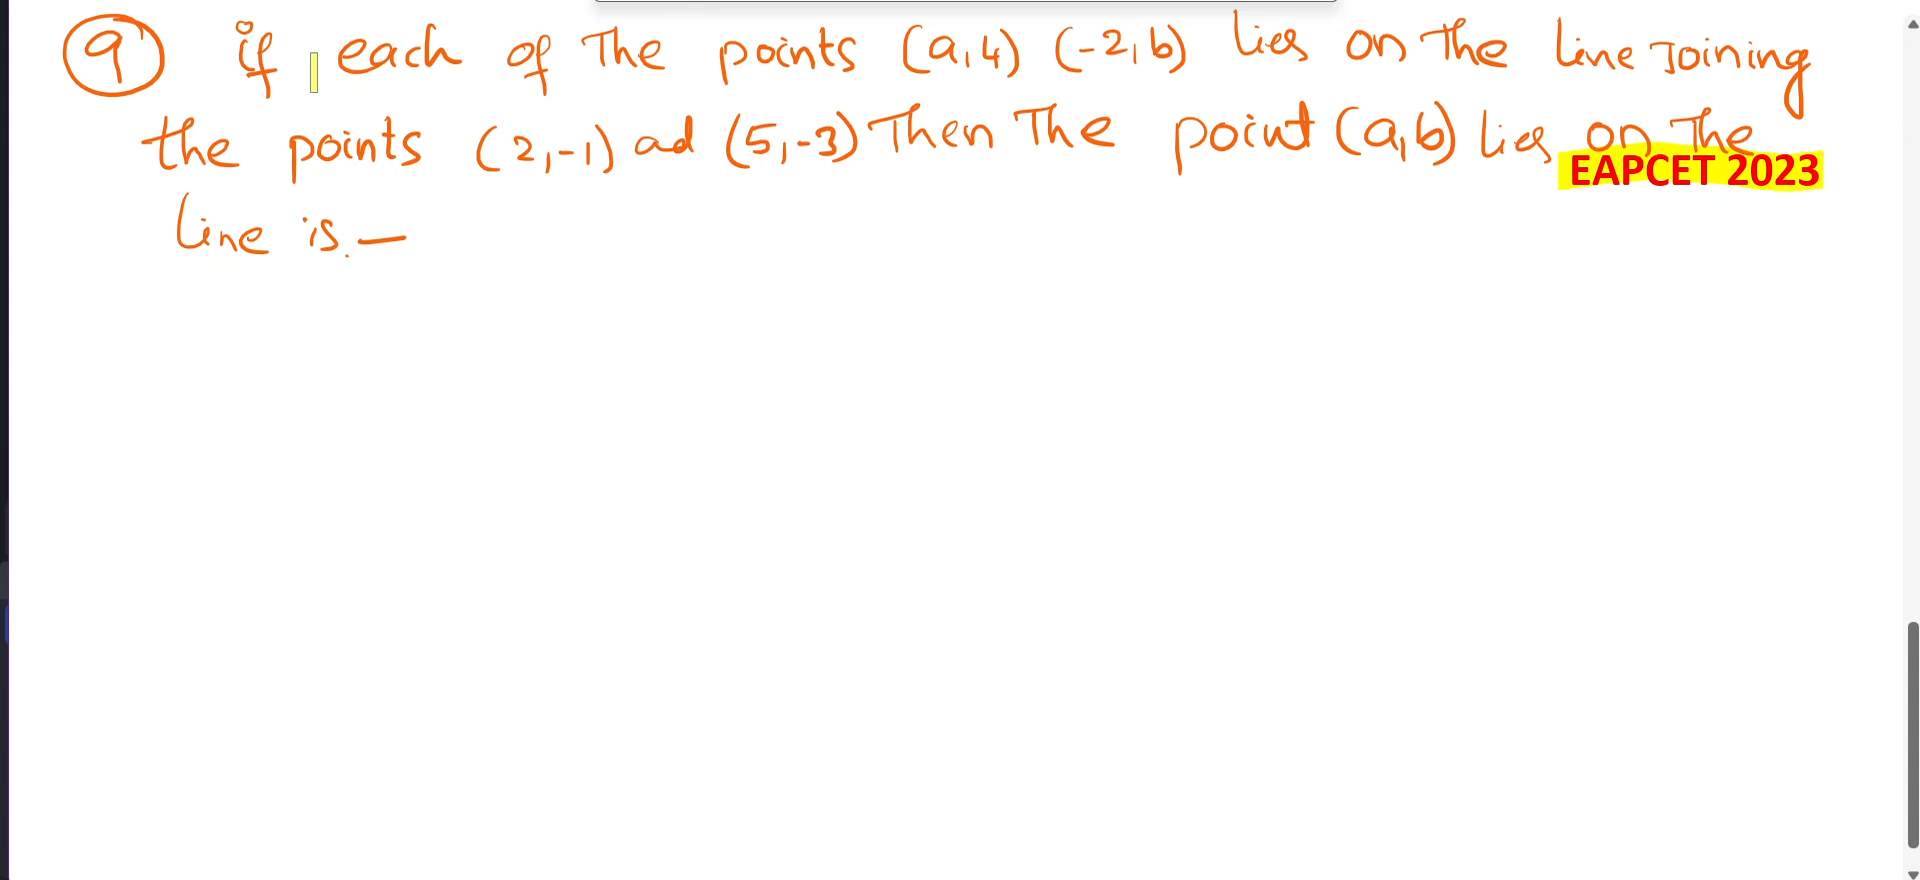 9 if each of The points (a,4) (-2,b) lies on The line Joining
the points (2,-1) ad (5,-3) Then The point (a,b) lies on The
EAPCET 2023
line is. —